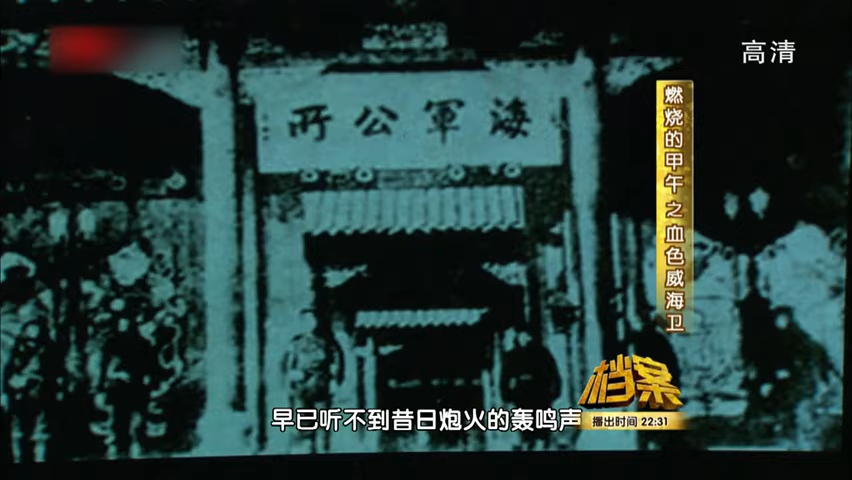 高清
海軍公所
燃烧的甲午之血色威海卫
档案
播出时间 22:31
早已听不到昔日炮火的轰鸣声